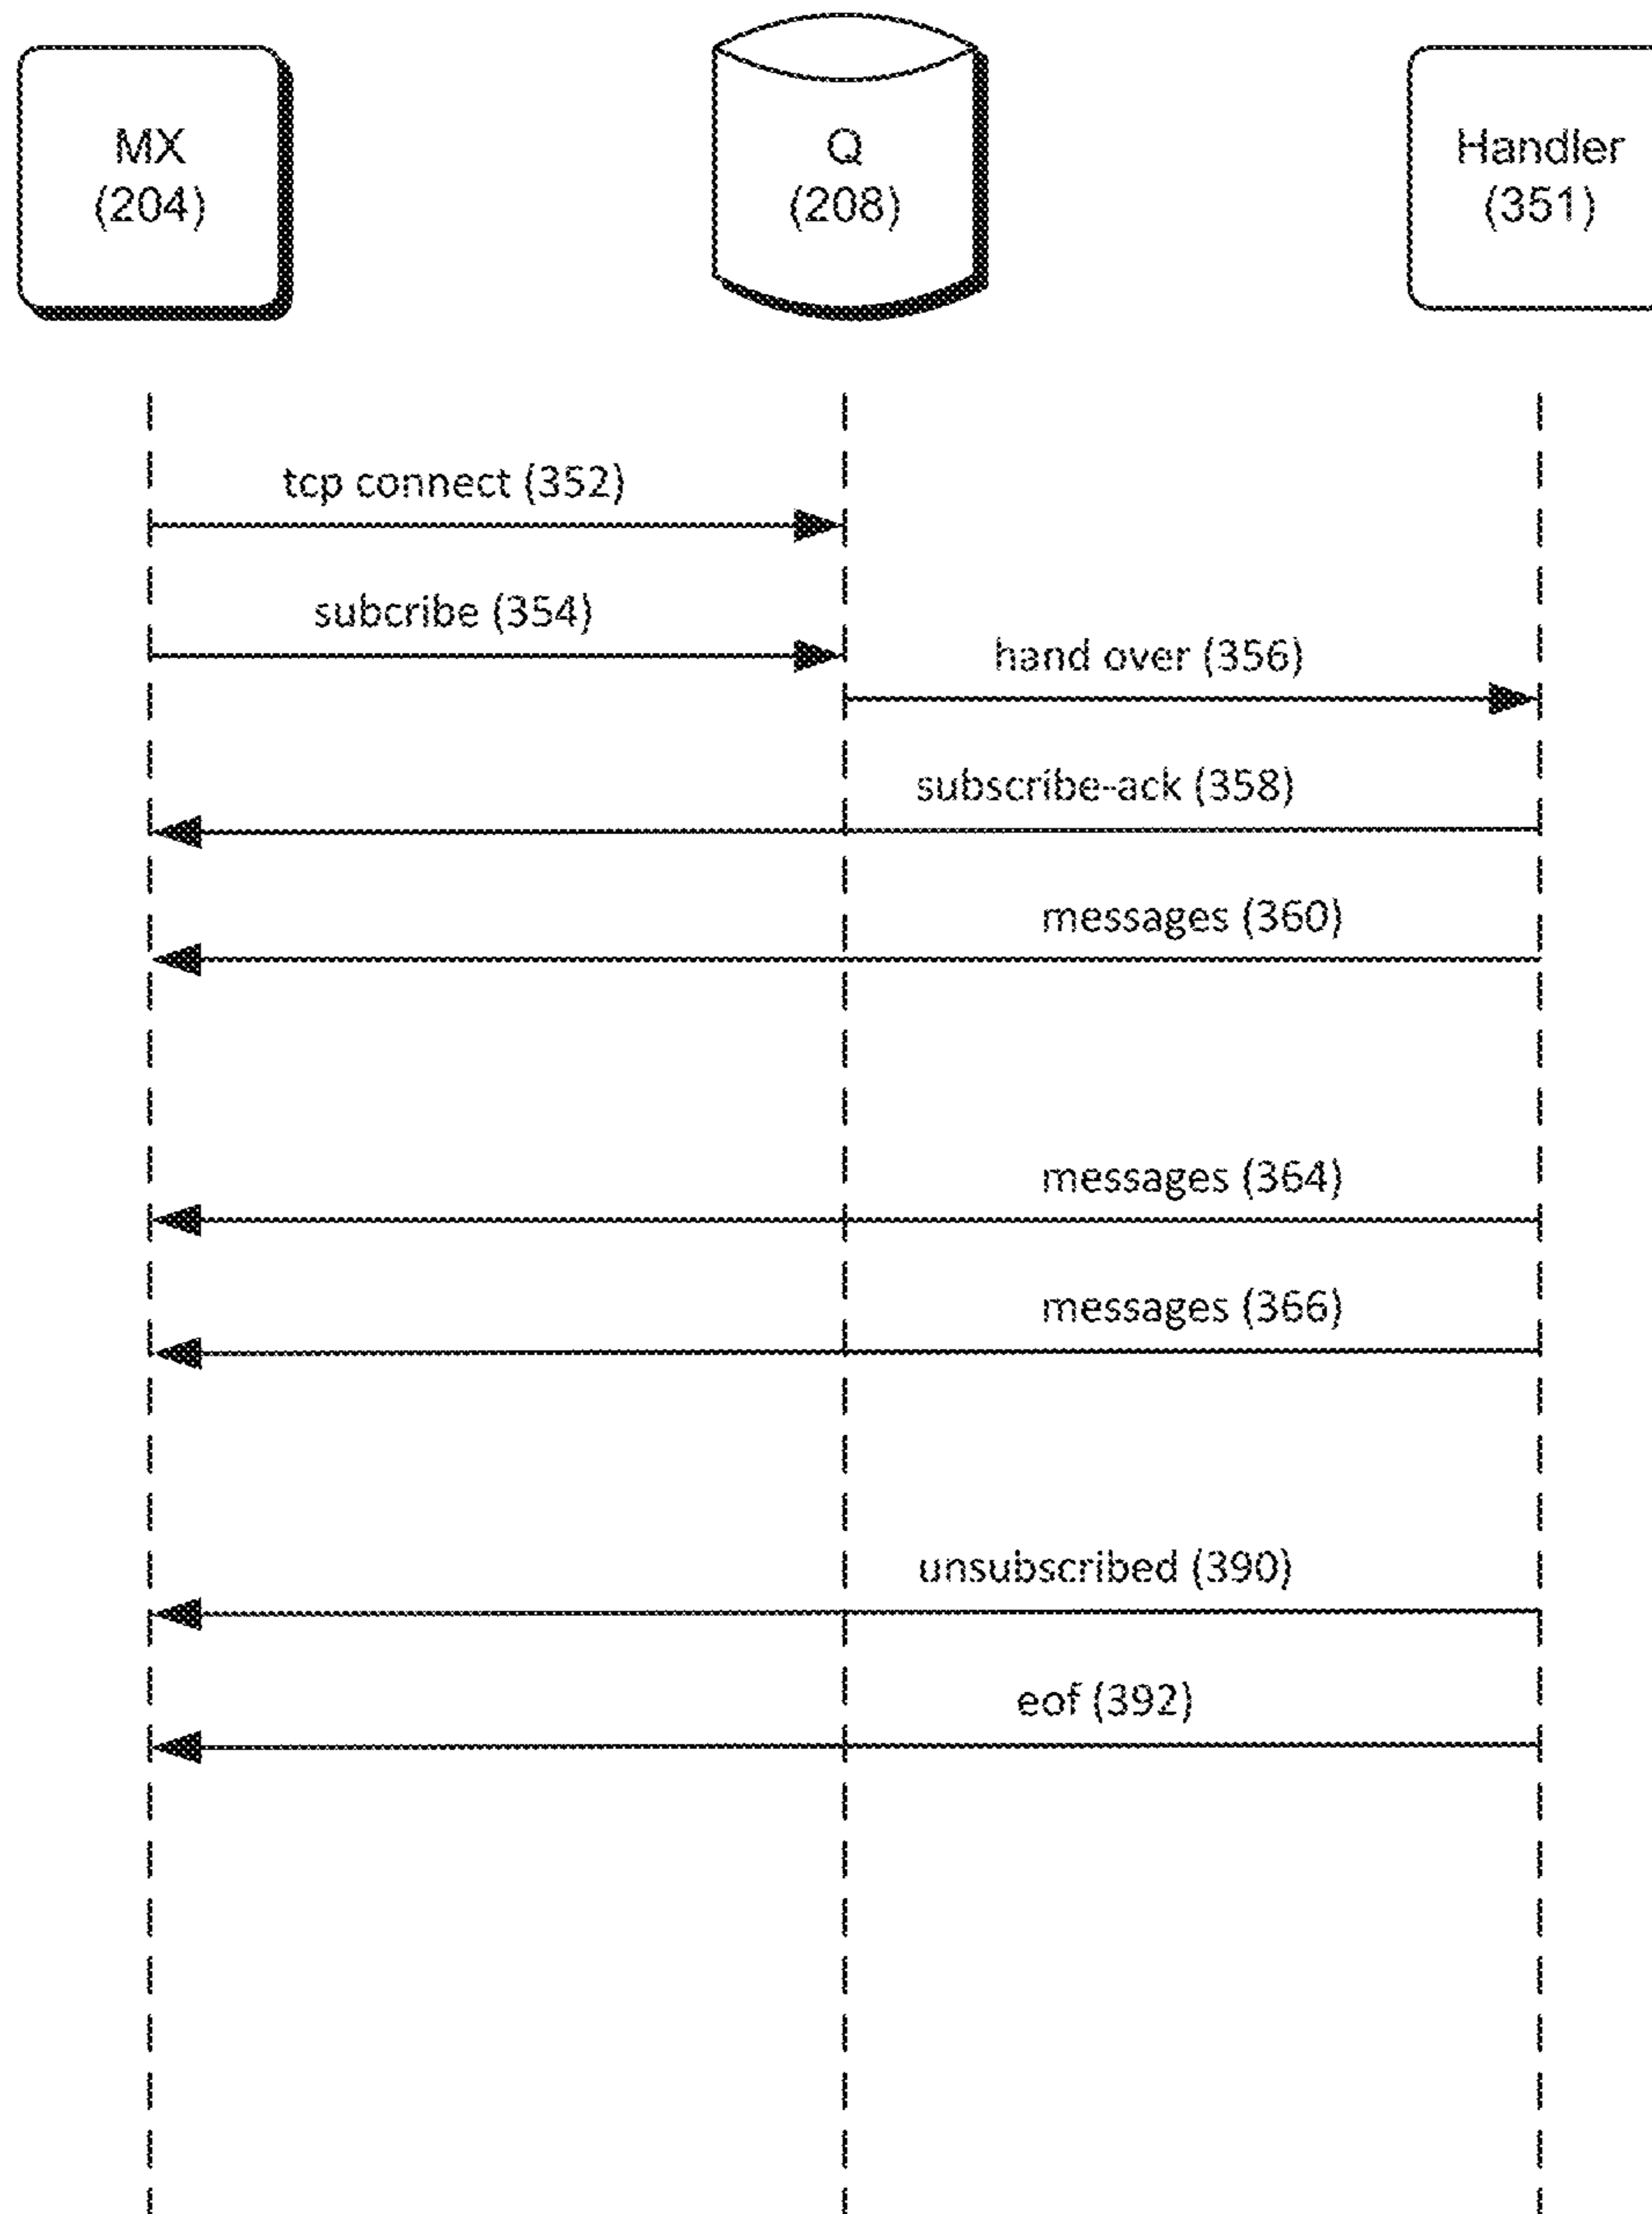 MX
(204)
Q
(208)
Handler
(351)
tcp connect (352)
subcribe (354)
hand over (356)
subscribe-ack (358)
messages (360)
messages (364)
messages (366)
unsubscribed (390)
eof (392)